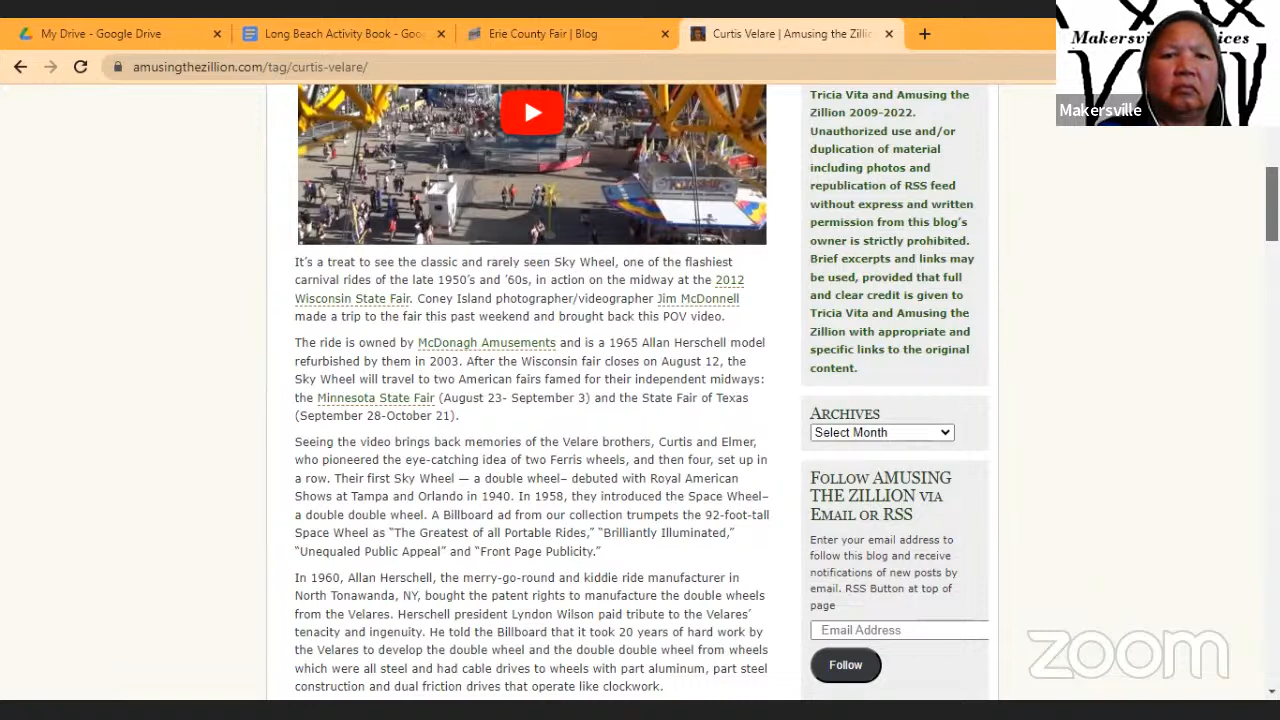 My Drive - Google Drive
Long Beach Activity Book - Goo
Erie County Fair | Blog
Curtis Velare | Amusing the Zillie
amusingthezillion.com/tag/curtis-velare/
Makersville
It's a treat to see the classic and rarely seen Sky Wheel, one of the flashiest
carnival rides of the late 1950's and '60s, in action on the midway at the 2012
Wisconsin State Fair. Coney Island photographer/videographer Jim McDonnell
made a trip to the fair this past weekend and brought back this POV video.
The ride is owned by McDonagh Amusements and is a 1965 Allan Herschell model
refurbished by them in 2003. After the Wisconsin fair closes on August 12, the
Sky Wheel will travel to two American fairs famed for their independent midways:
the Minnesota State Fair (August 23- September 3) and the State Fair of Texas
(September 28-October 21).
Seeing the video brings back memories of the Velare brothers, Curtis and Elmer,
who pioneered the eye-catching idea of two Ferris wheels, and then four, set up in
a row. Their first Sky Wheel — a double wheel– debuted with Royal American
Shows at Tampa and Orlando in 1940. In 1958, they introduced the Space Wheel–
a double double wheel. A Billboard ad from our collection trumpets the 92-foot-tall
Space Wheel as "The Greatest of all Portable Rides," "Brilliantly Illuminated,"
"Unequaled Public Appeal" and "Front Page Publicity."
In 1960, Allan Herschell, the merry-go-round and kiddie ride manufacturer in
North Tonawanda, NY, bought the patent rights to manufacture the double wheels
from the Velares. Herschell president Lyndon Wilson paid tribute to the Velares'
tenacity and ingenuity. He told the Billboard that it took 20 years of hard work by
the Velares to develop the double wheel and the double double wheel from wheels
which were all steel and had cable drives to wheels with part aluminum, part steel
construction and dual friction drives that operate like clockwork.
Tricia Vita and Amusing the
Zillion 2009-2022.
Unauthorized use and/or
duplication of material
including photos and
republication of RSS feed
without express and written
permission from this blog's
owner is strictly prohibited.
Brief excerpts and links may
be used, provided that full
and clear credit is given to
Tricia Vita and Amusing the
Zillion with appropriate and
specific links to the original
content.
ARCHIVES
Select Month
FOLLOW AMUSING
THE ZILLION VIA
EMAIL OR RSS
Enter your email address to
follow this blog and receive
notifications of new posts by
email. RSS Button at top of
page
Email Address
Follow
zoom